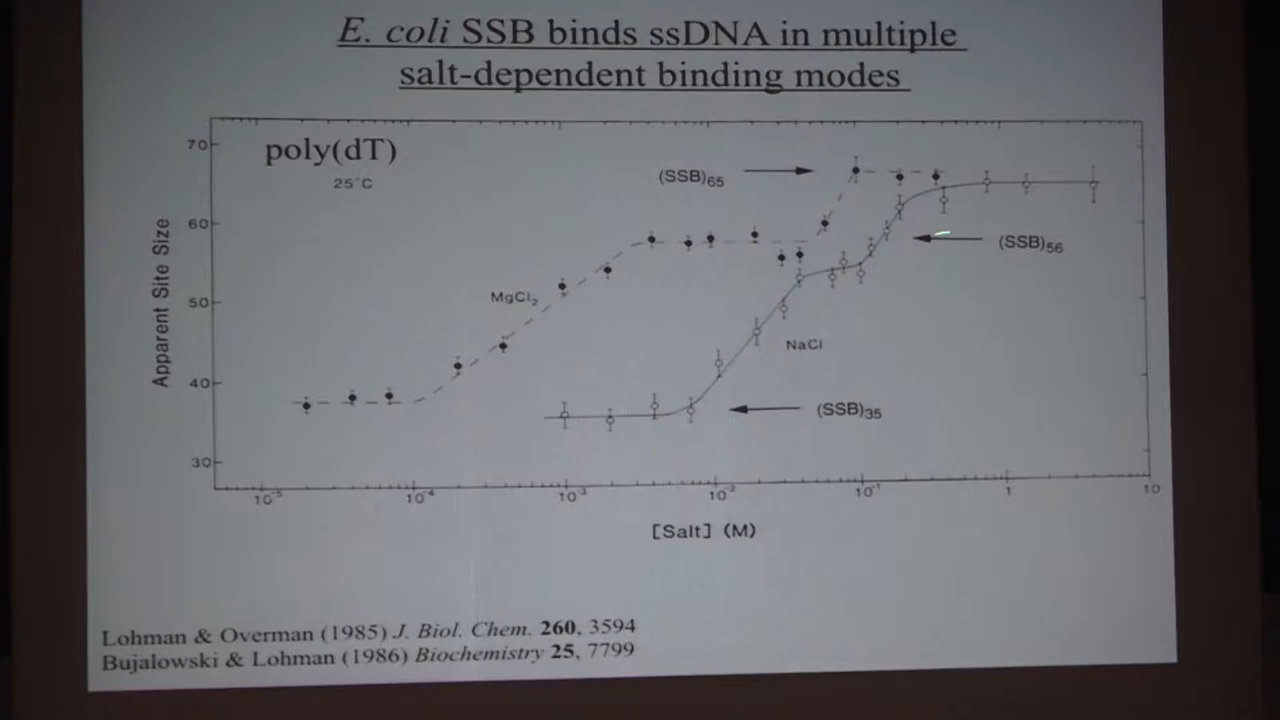 E. coli SSB binds ssDNA in multiple
salt-dependent binding modes
poly(dT)
25°C
70
60
50
40
30
Apparent Site Size
(SSB)65
(SSB)56
MgCl2
NaCl
(SSB)35
10-5
10-4
10-3
10-2
10-1
1
10
[Salt] (M)
Lohman & Overman (1985) J. Biol. Chem. 260, 3594
Bujalowski & Lohman (1986) Biochemistry 25, 7799